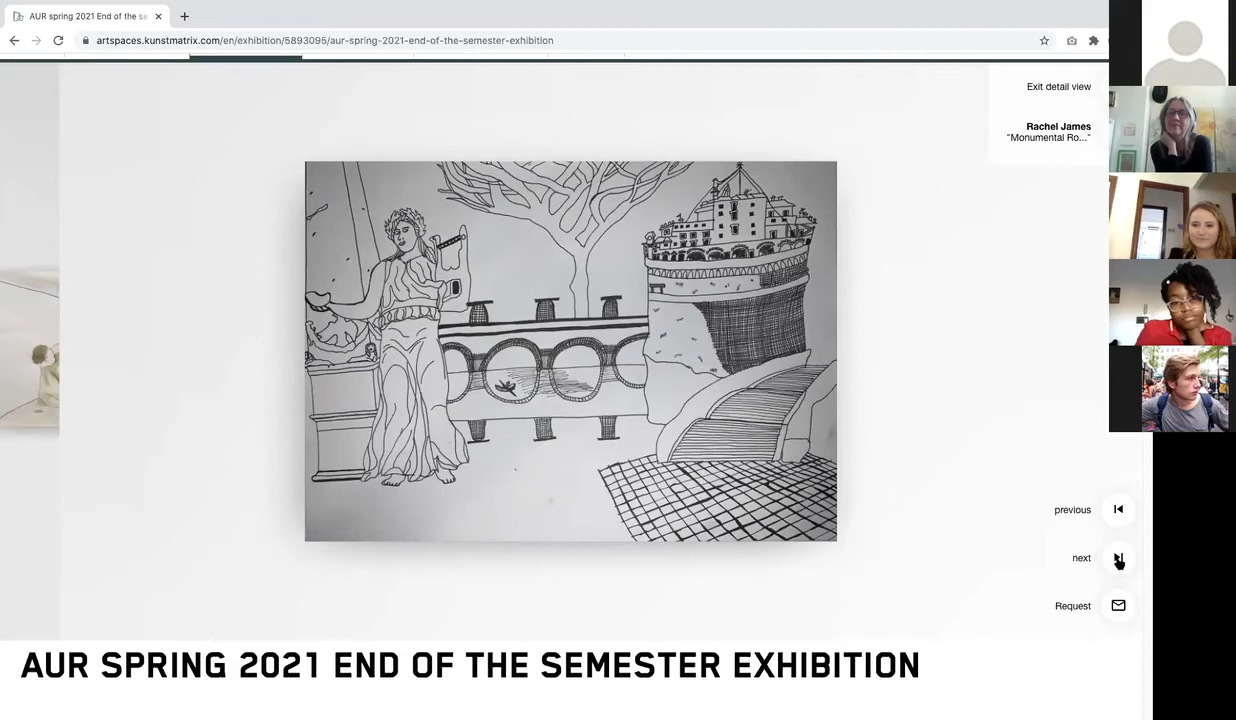 AUR spring 2021 End of the se
artspaces.kunstmatrix.com/en/exhibition/5893095/aur-spring-2021-end-of-the-semester-exhibition
Exit detail view
Rachel James
"Monumental Ro..."
previous
next
Request
AUR SPRING 2021 END OF THE SEMESTER EXHIBITION